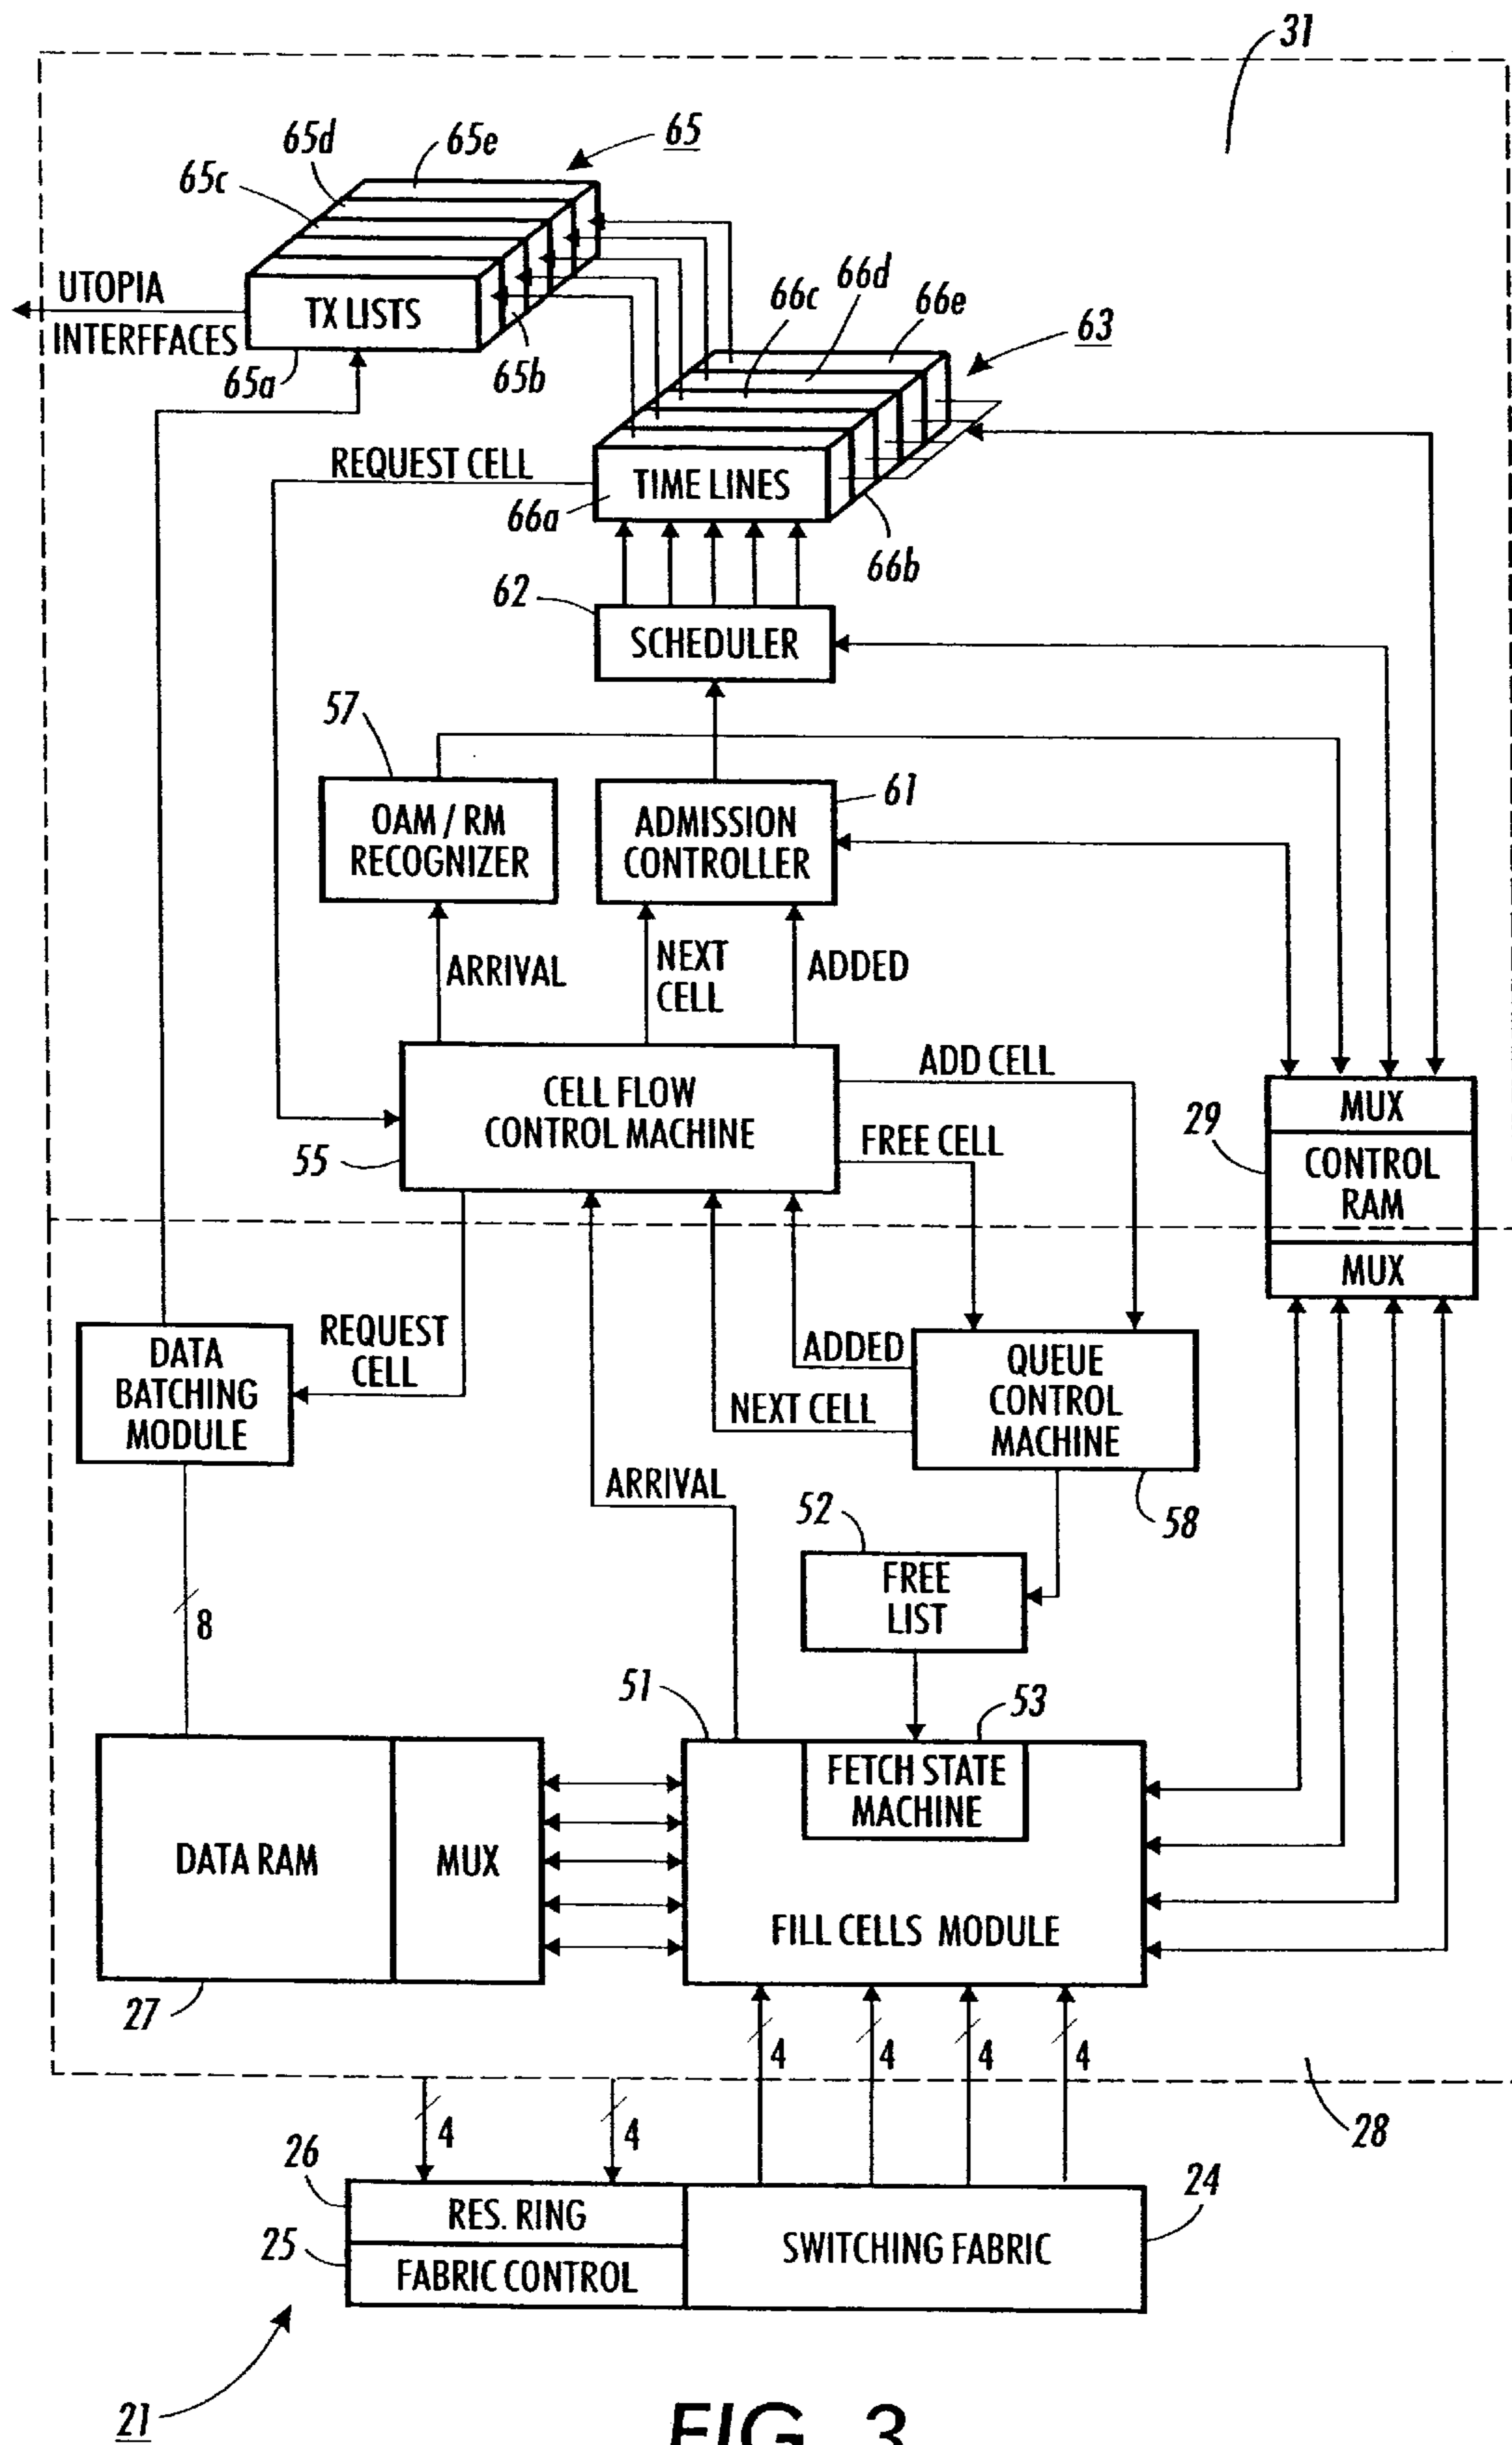 31
65d
65e
65
65c
UTOPIA
INTERFFACES
TX LISTS
65a
65b
66c
66d
66e
63
REQUEST CELL
TIME LINES
66a
66b
62
SCHEDULER
57
OAM / RM
RECOGNIZER
ADMISSION
CONTROLLER
61
ARRIVAL
NEXT
CELL
ADDED
CELL FLOW
CONTROL MACHINE
55
ADD CELL
FREE CELL
29
MUX
CONTROL
RAM
MUX
DATA
BATCHING
MODULE
REQUEST
CELL
ADDED
NEXT CELL
QUEUE
CONTROL
MACHINE
58
ARRIVAL
52
FREE
LIST
8
51
53
FETCH STATE
MACHINE
DATA RAM
MUX
FILL CELLS MODULE
27
4
4
4
4
28
4
4
26
RES. RING
25
FABRIC CONTROL
SWITCHING FABRIC
24
21
FIG. 3